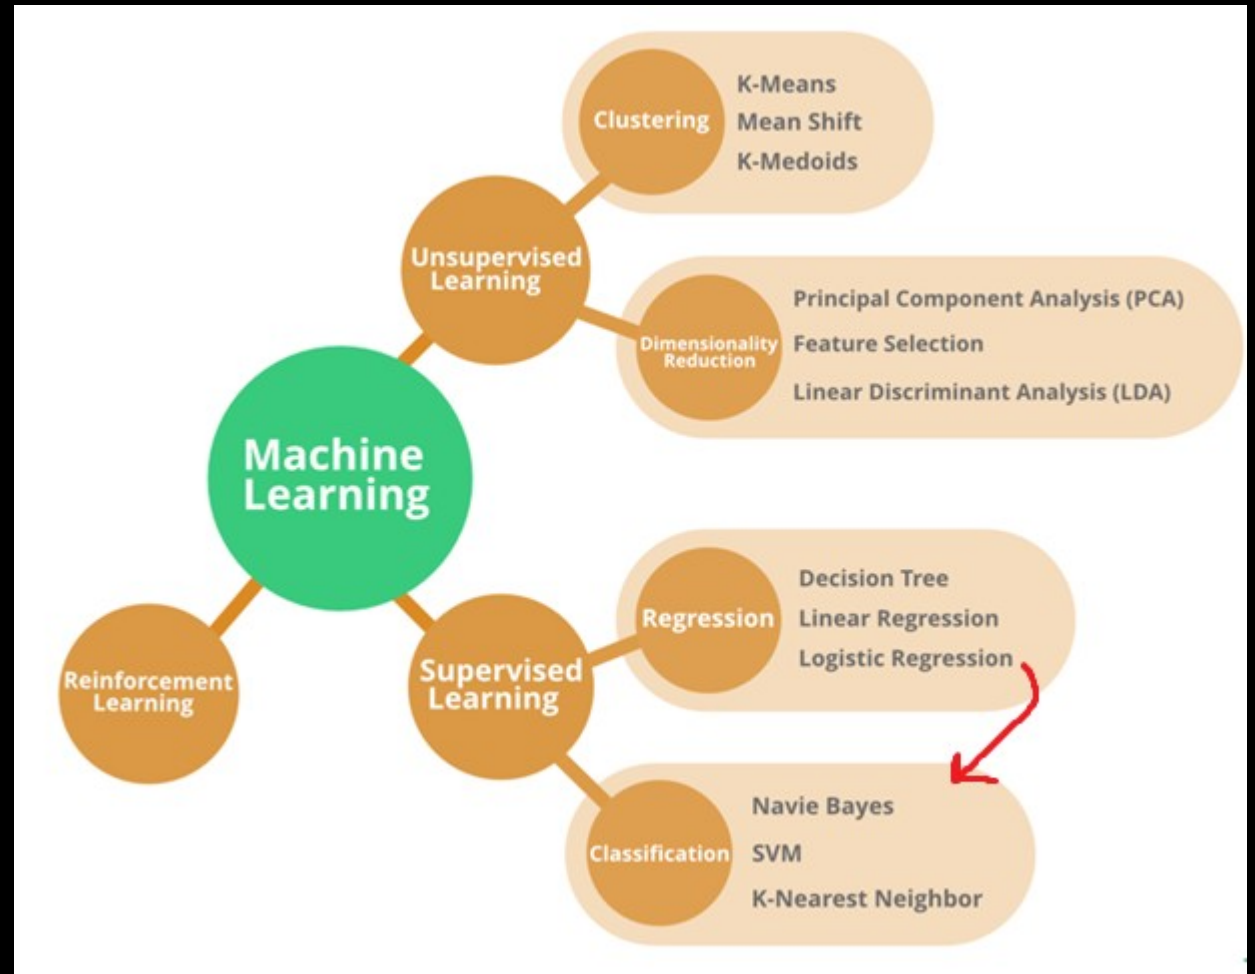 Clustering
K-Means
Mean Shift
K-Medoids
Unsupervised
Learning
Dimensionality
Reduction
Principal Component Analysis (PCA)
Feature Selection
Linear Discriminant Analysis (LDA)
Machine
Learning
Reinforcement
Learning
Supervised
Learning
Regression
Decision Tree
Linear Regression
Logistic Regression
Classification
Navie Bayes
SVM
K-Nearest Neighbor